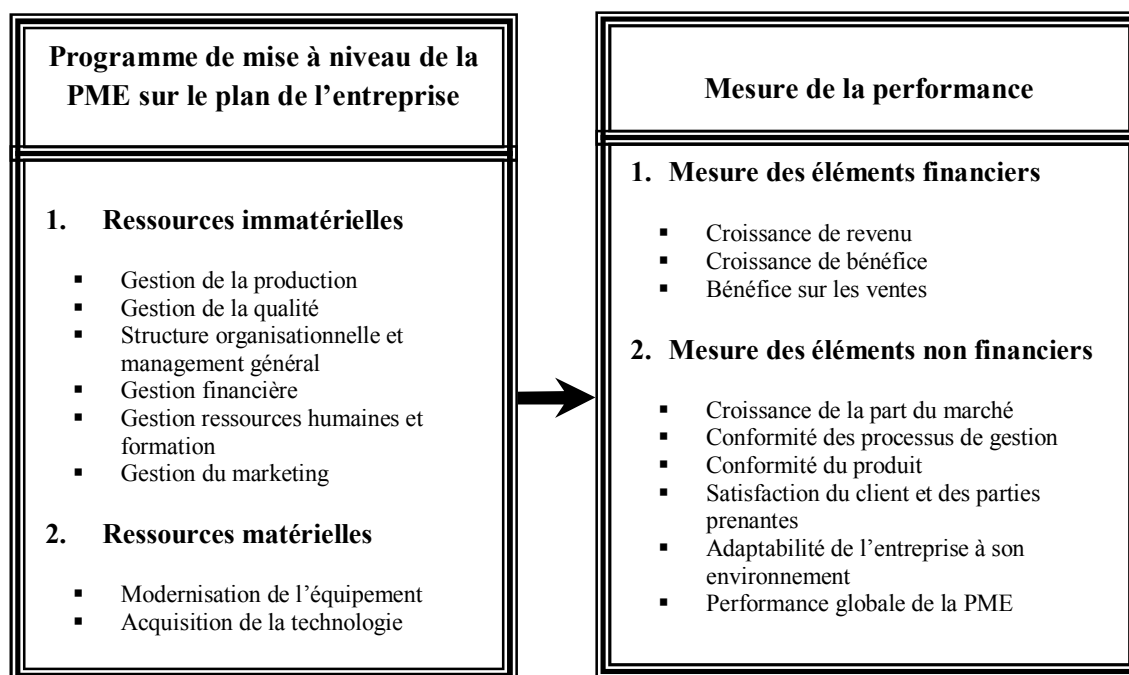 Programme de mise à niveau de la
PME sur le plan de l'entreprise
1. Ressources immatérielles
▪ Gestion de la production
▪ Gestion de la qualité
▪ Structure organisationnelle et
management général
▪ Gestion financière
▪ Gestion ressources humaines et
formation
▪ Gestion du marketing
2. Ressources matérielles
▪ Modernisation de l'équipement
▪ Acquisition de la technologie
Mesure de la performance
1. Mesure des éléments financiers
▪ Croissance de revenu
▪ Croissance de bénéfice
▪ Bénéfice sur les ventes
2. Mesure des éléments non financiers
▪ Croissance de la part du marché
▪ Conformité des processus de gestion
▪ Conformité du produit
▪ Satisfaction du client et des parties
prenantes
▪ Adaptabilité de l'entreprise à son
environnement
▪ Performance globale de la PME